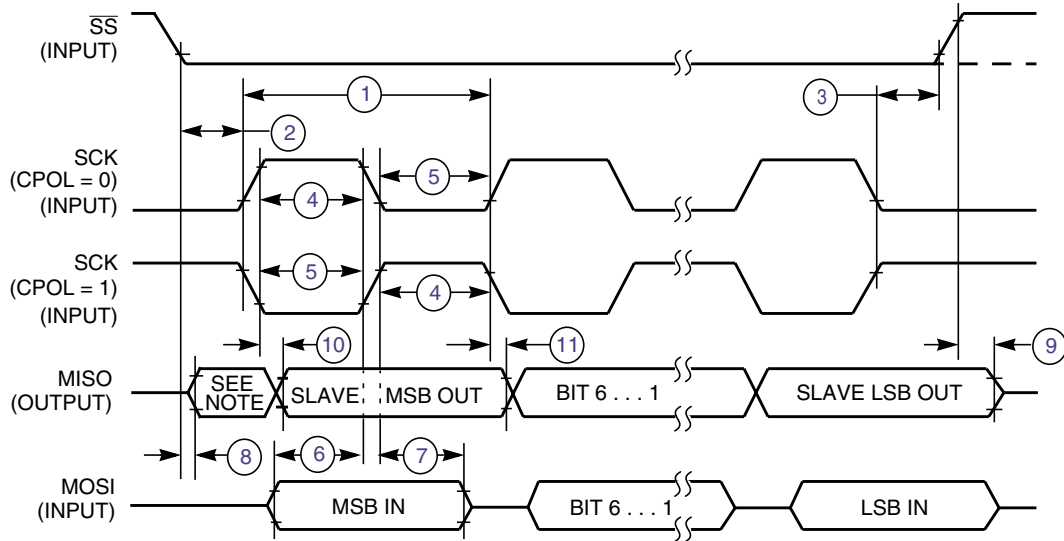 SS
(INPUT)
1
3
2
SCK
(CPOL = 0)
(INPUT)
5
4
SCK
(CPOL = 1)
(INPUT)
5
4
10
11
9
MISO
(OUTPUT)
SEE
NOTE
SLAVE
MSB OUT
BIT 6 . . . 1
SLAVE LSB OUT
8
6
7
MOSI
(INPUT)
MSB IN
BIT 6 . . . 1
LSB IN